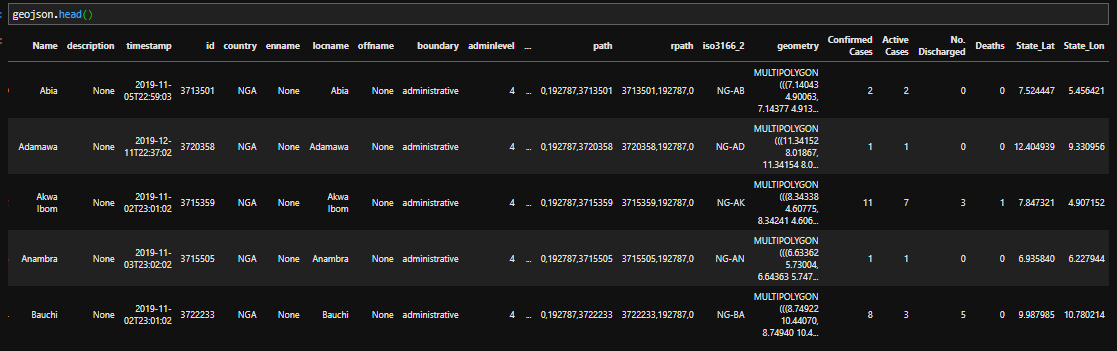 geojson.head()
Name description timestamp id country enname locname offname boundary adminlevel ... path rpath iso3166_2 geometry Confirmed Cases Active Cases No. Discharged Deaths State_Lat State_Lon
Abia None 2019-11-05T22:59:03 3713501 NGA None Abia None administrative 4 ... 0,192787,3713501 3713501,192787,0 NG-AB MULTIPOLYGON (((7.14043 4.90063, 7.14377 4.913... 2 2 0 0 7.524447 5.456421
Adamawa None 2019-12-11T22:37:02 3720358 NGA None Adamawa None administrative 4 ... 0,192787,3720358 3720358,192787,0 NG-AD MULTIPOLYGON (((11.34152 8.01867, 11.34154 8.0... 1 1 0 0 12.404939 9.330956
Akwa Ibom None 2019-11-02T23:01:02 3715359 NGA None Akwa Ibom None administrative 4 ... 0,192787,3715359 3715359,192787,0 NG-AK MULTIPOLYGON (((8.34338 4.60775, 8.34241 4.606... 11 7 3 1 7.847321 4.907152
Anambra None 2019-11-03T23:02:02 3715505 NGA None Anambra None administrative 4 ... 0,192787,3715505 3715505,192787,0 NG-AN MULTIPOLYGON (((6.63362 5.73004, 6.64363 5.747... 1 1 0 0 6.935840 6.227944
Bauchi None 2019-11-02T23:01:02 3722233 NGA None Bauchi None administrative 4 ... 0,192787,3722233 3722233,192787,0 NG-BA MULTIPOLYGON (((8.74922 10.44070, 8.74940 10.4... 8 3 5 0 9.987985 10.780214